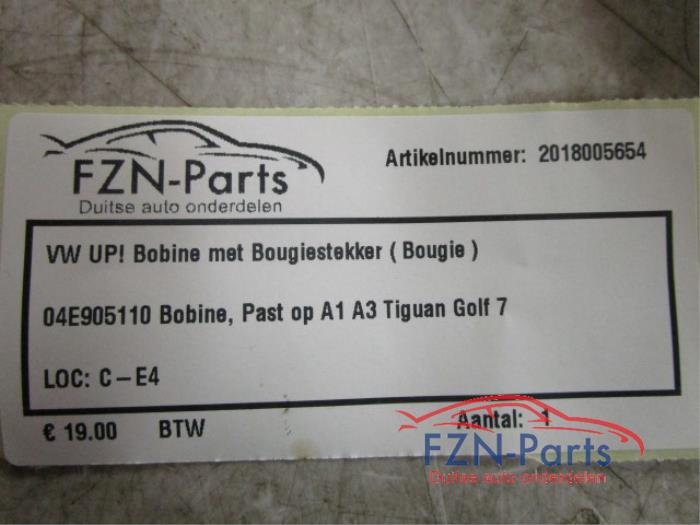 FZN-Parts
Duitse auto onderdelen
Artikelnummer: 2018005654
VW UP! Bobine met Bougiestekker ( Bougie )
04E905110 Bobine, Past op A1 A3 Tiguan Golf 7
LOC: C-E4
€ 19.00 BTW Aantal: 1
FZN-Parts
Duitse auto onderdelen